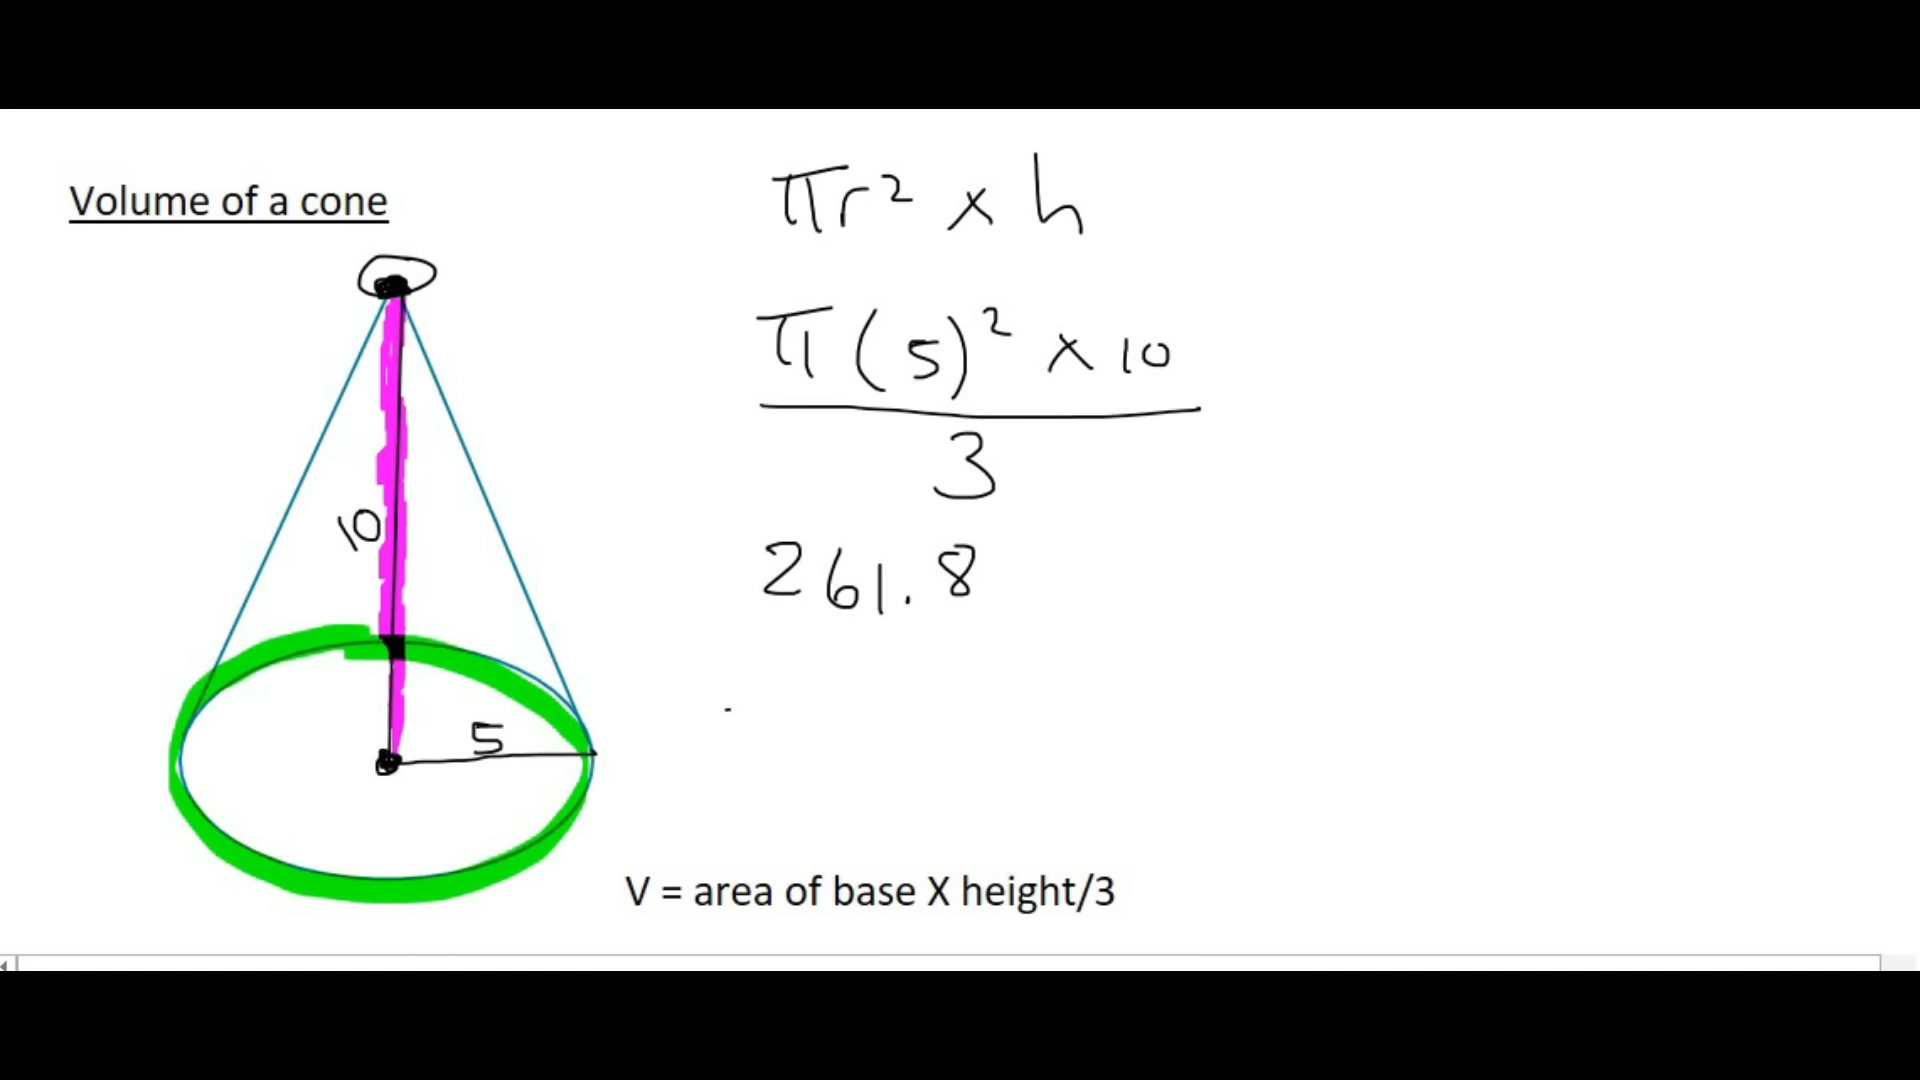 Volume of a cone
πr² × h
π(5)² × 10
3
261.8
10
5
V = area of base X height/3